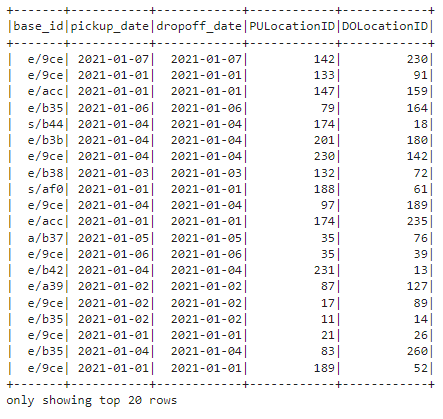 +-------+-----------+------------+------------+------------+
|base_id|pickup_date|dropoff_date|PULocationID|DOLocationID|
+-------+-----------+------------+------------+------------+
|  e/9ce| 2021-01-07|  2021-01-07|         142|         230|
|  e/9ce| 2021-01-01|  2021-01-01|         133|          91|
|  e/acc| 2021-01-01|  2021-01-01|         147|         159|
|  e/b35| 2021-01-06|  2021-01-06|          79|         164|
|  s/b44| 2021-01-04|  2021-01-04|         174|          18|
|  e/b3b| 2021-01-04|  2021-01-04|         201|         180|
|  e/9ce| 2021-01-04|  2021-01-04|         230|         142|
|  e/b38| 2021-01-03|  2021-01-03|         132|          72|
|  s/af0| 2021-01-01|  2021-01-01|         188|          61|
|  e/9ce| 2021-01-04|  2021-01-04|          97|         189|
|  e/acc| 2021-01-01|  2021-01-01|         174|         235|
|  a/b37| 2021-01-05|  2021-01-05|          35|          76|
|  e/9ce| 2021-01-06|  2021-01-06|          35|          39|
|  e/b42| 2021-01-04|  2021-01-04|         231|          13|
|  e/a39| 2021-01-02|  2021-01-02|          87|         127|
|  e/9ce| 2021-01-02|  2021-01-02|          17|          89|
|  e/b35| 2021-01-02|  2021-01-02|          11|          14|
|  e/9ce| 2021-01-01|  2021-01-01|          21|          26|
|  e/b35| 2021-01-04|  2021-01-04|          83|         260|
|  e/9ce| 2021-01-01|  2021-01-01|         189|          52|
+-------+-----------+------------+------------+------------+
only showing top 20 rows